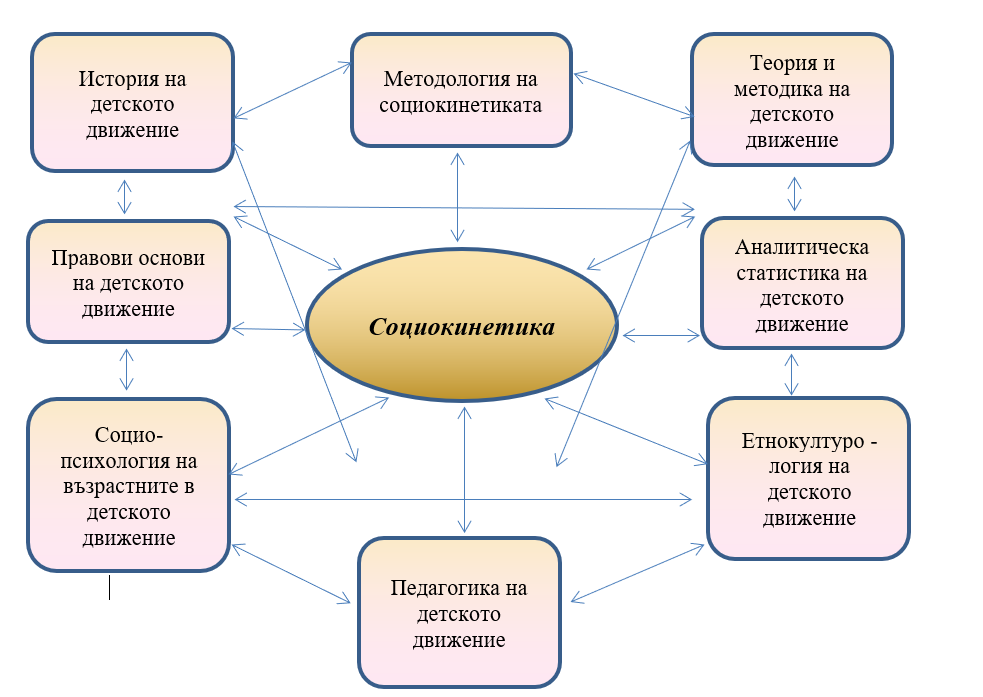 История на
детското
движение
Методология на
социокинетиката
Теория и
методика на
детското
движение
Правови основи
на детското
движение
Социокинетика
Аналитическа
статистика на
детското
движение
Социо-
психология на
възрастните в
детското
движение
Етнокултуро -
логия на
детското
движение
Педагогика на
детското
движение